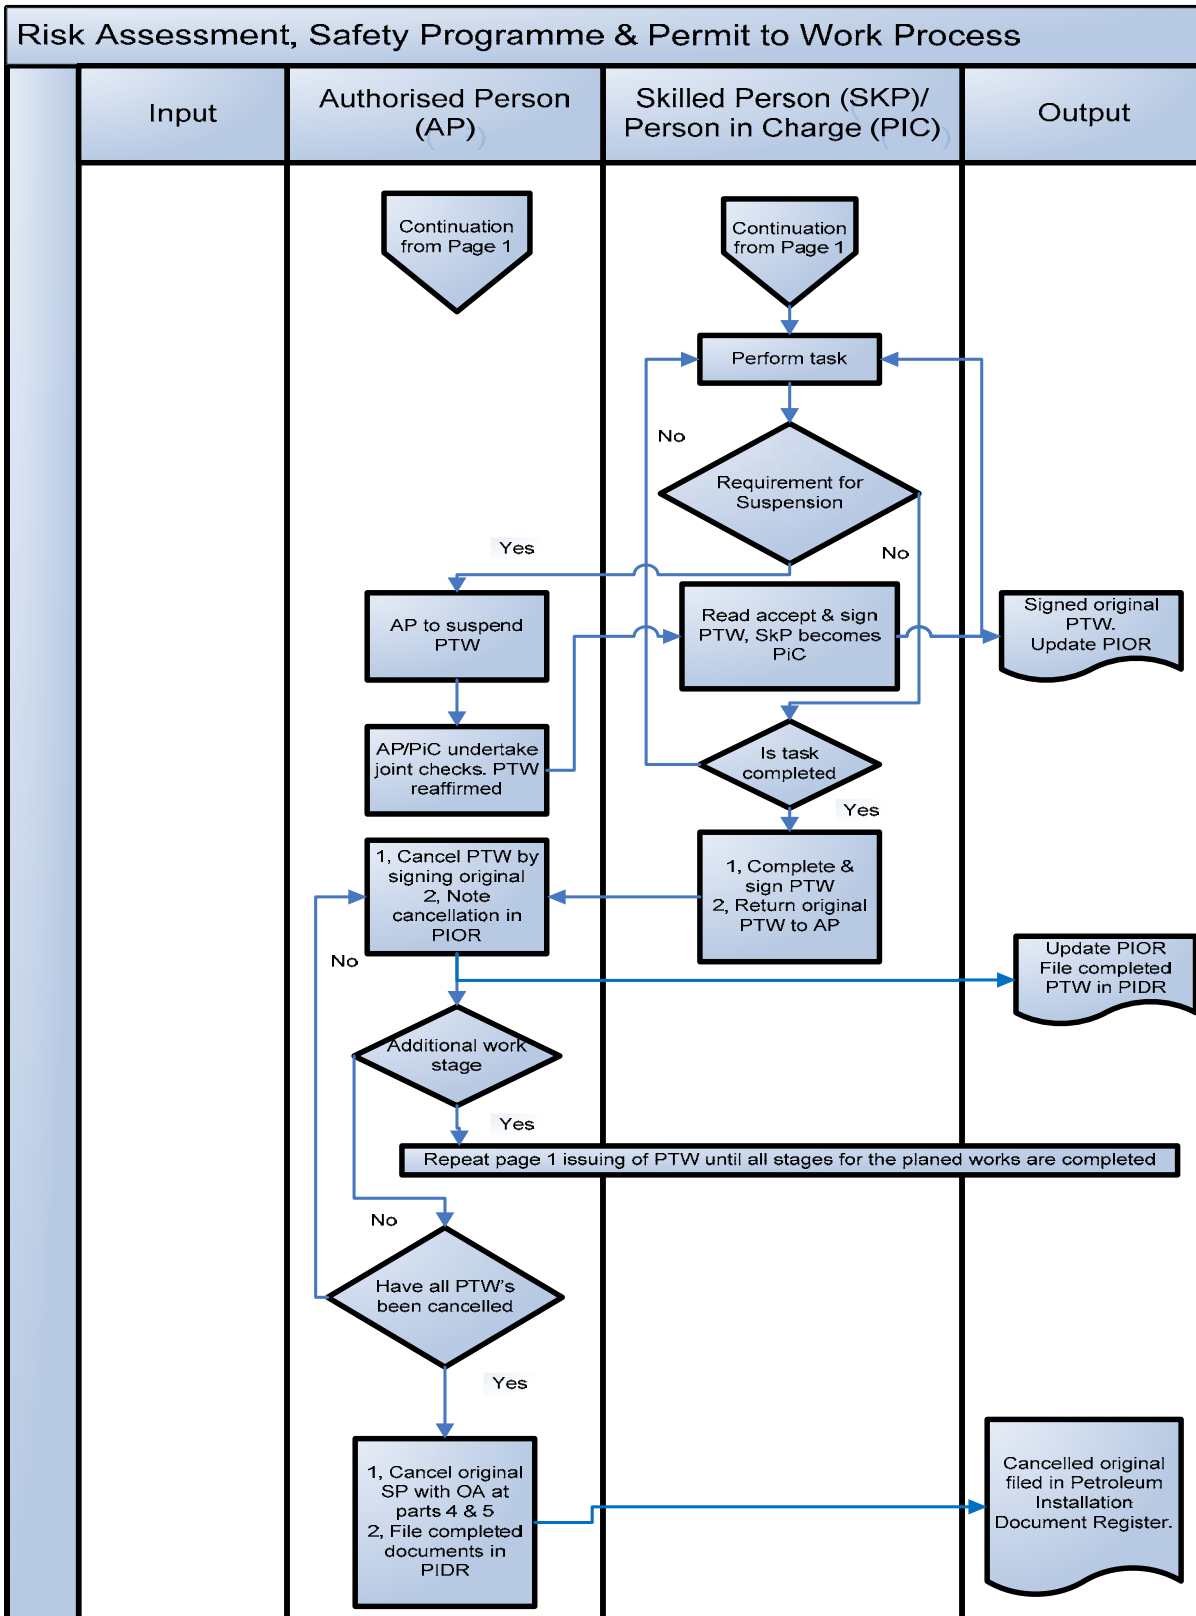 Risk Assessment, Safety Programme & Permit to Work Process
Input
Authorised Person
(AP)
Skilled Person (SKP)/
Person in Charge (PIC)
Output
Continuation
from Page 1
Continuation
from Page 1
Perform task
No
Requirement for
Suspension
Yes
No
AP to suspend
PTW
Read accept & sign
PTW, SkP becomes
PiC
Signed original
PTW.
Update PIOR
AP/PiC undertake
joint checks. PTW
reaffirmed
Is task
completed
Yes
1, Cancel PTW by
signing original
2, Note
cancellation in
PIOR
1, Complete &
sign PTW
2, Return original
PTW to AP
No
Update PIOR
File completed
PTW in PIDR
Additional work
stage
Yes
Repeat page 1 issuing of PTW until all stages for the planed works are completed
No
Have all PTW's
been cancelled
Yes
1, Cancel original
SP with OA at
parts 4 & 5
2, File completed
documents in
PIDR
Cancelled original
filed in Petroleum
Installation
Document Register.